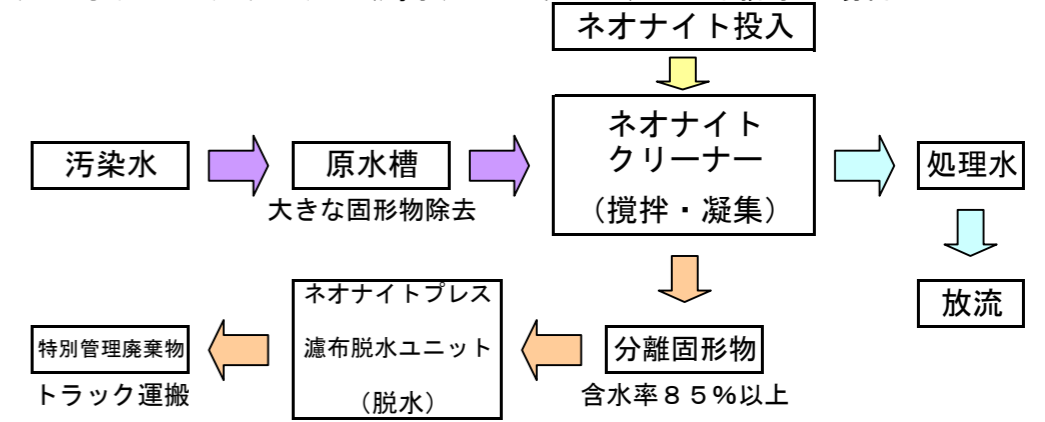 ネオナイト投入
汚染水
原水槽
大きな固形物除去
ネオナイト
クリーナー
（撹拌・凝集）
処理水
放流
分離固形物
含水率８５％以上
ネオナイトプレス
濾布脱水ユニット
（脱水）
特別管理廃棄物
トラック運搬